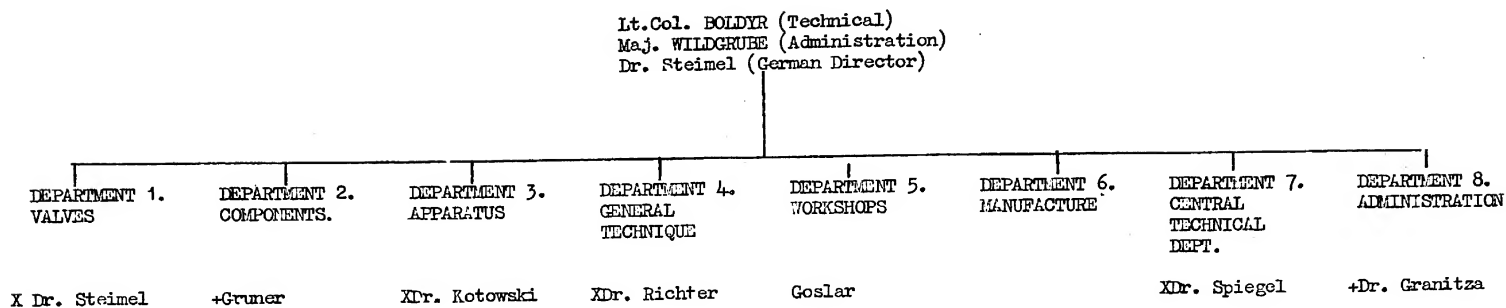 Lt.Col. BOLDYR (Technical)
Maj. WILDGRUBE (Administration)
Dr. Steimel (German Director)
DEPARTMENT 1.
VALVES
X Dr. Steimel
DEPARTMENT 2.
COMPONENTS.
+Gruner
DEPARTMENT 3.
APPARATUS
XDr. Kotowski
DEPARTMENT 4.
GENERAL
TECHNIQUE
XDr. Richter
DEPARTMENT 5.
WORKSHOPS
Goslar
DEPARTMENT 6.
MANUFACTURE
DEPARTMENT 7.
CENTRAL
TECHNICAL
DEPT.
XDr. Spiegel
DEPARTMENT 8.
ADMINISTRATION
+Dr. Granitza